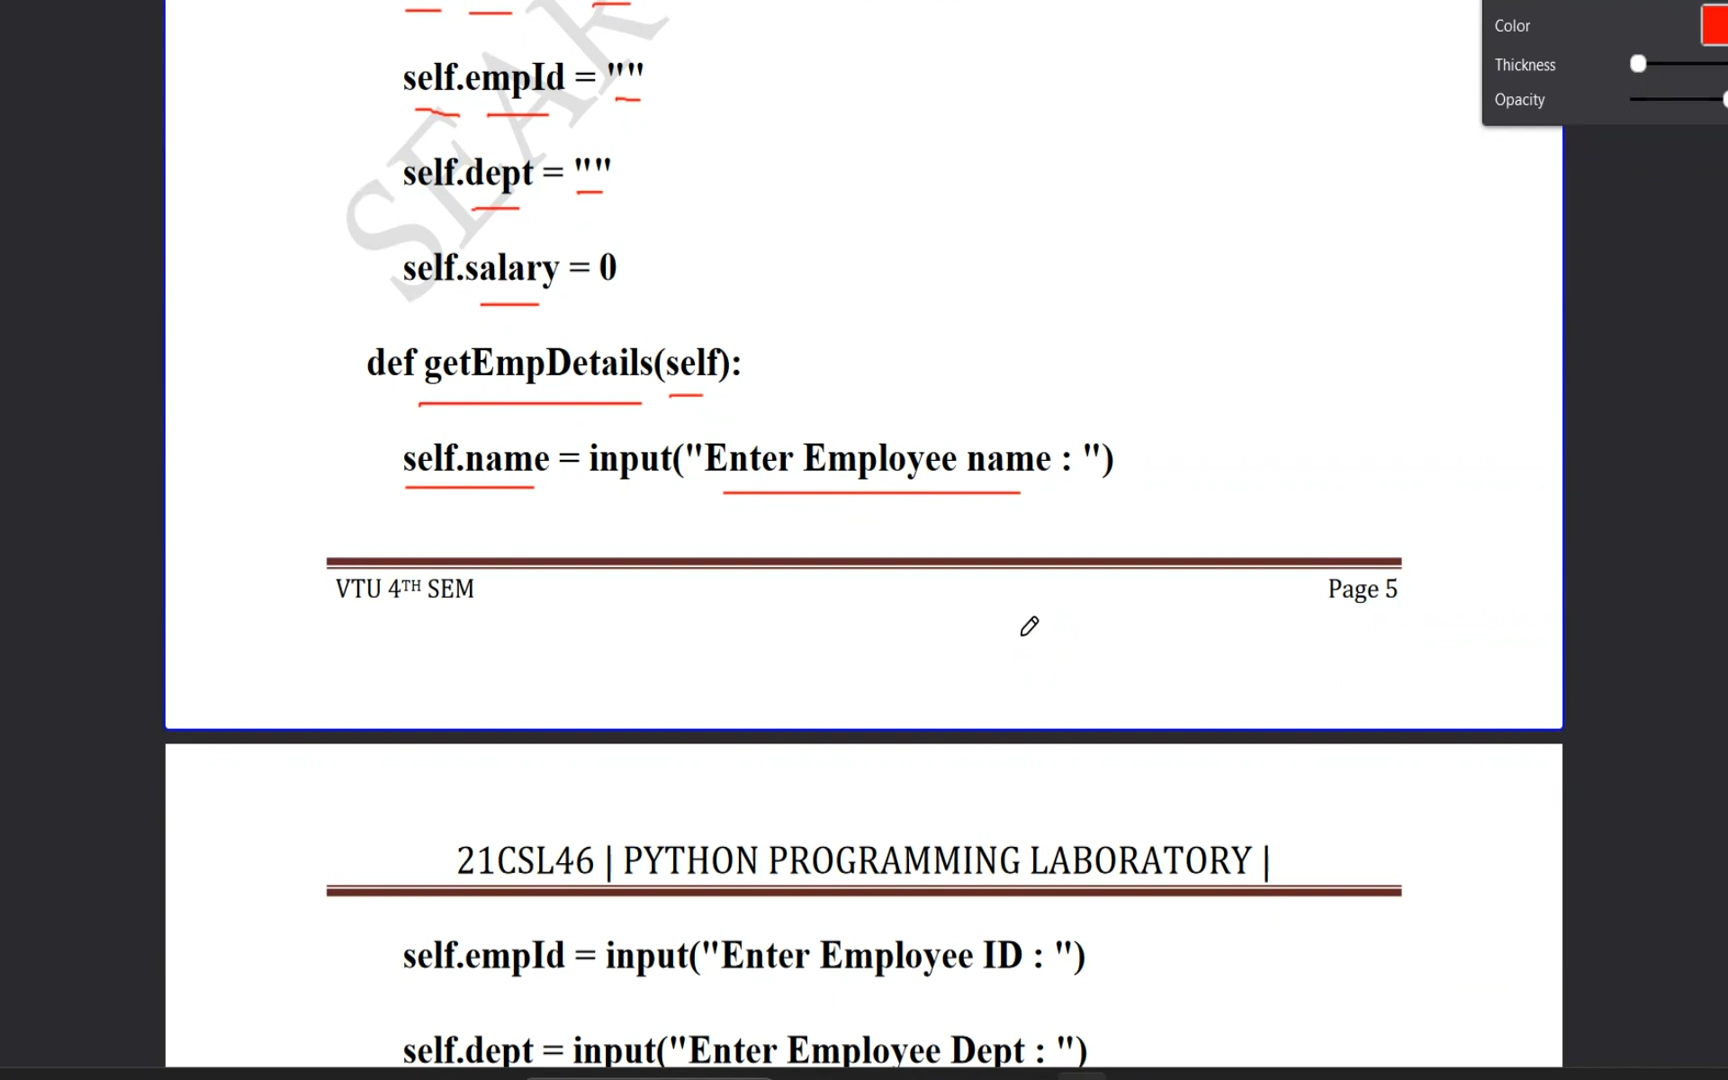 Color
Thickness
Opacity
SEAR
self.empId = ""
self.dept = ""
self.salary = 0
def getEmpDetails(self):
self.name = input("Enter Employee name : ")
VTU 4TH SEM
Page 5
21CSL46 | PYTHON PROGRAMMING LABORATORY |
self.empId = input("Enter Employee ID : ")
self.dept = input("Enter Employee Dept : ")